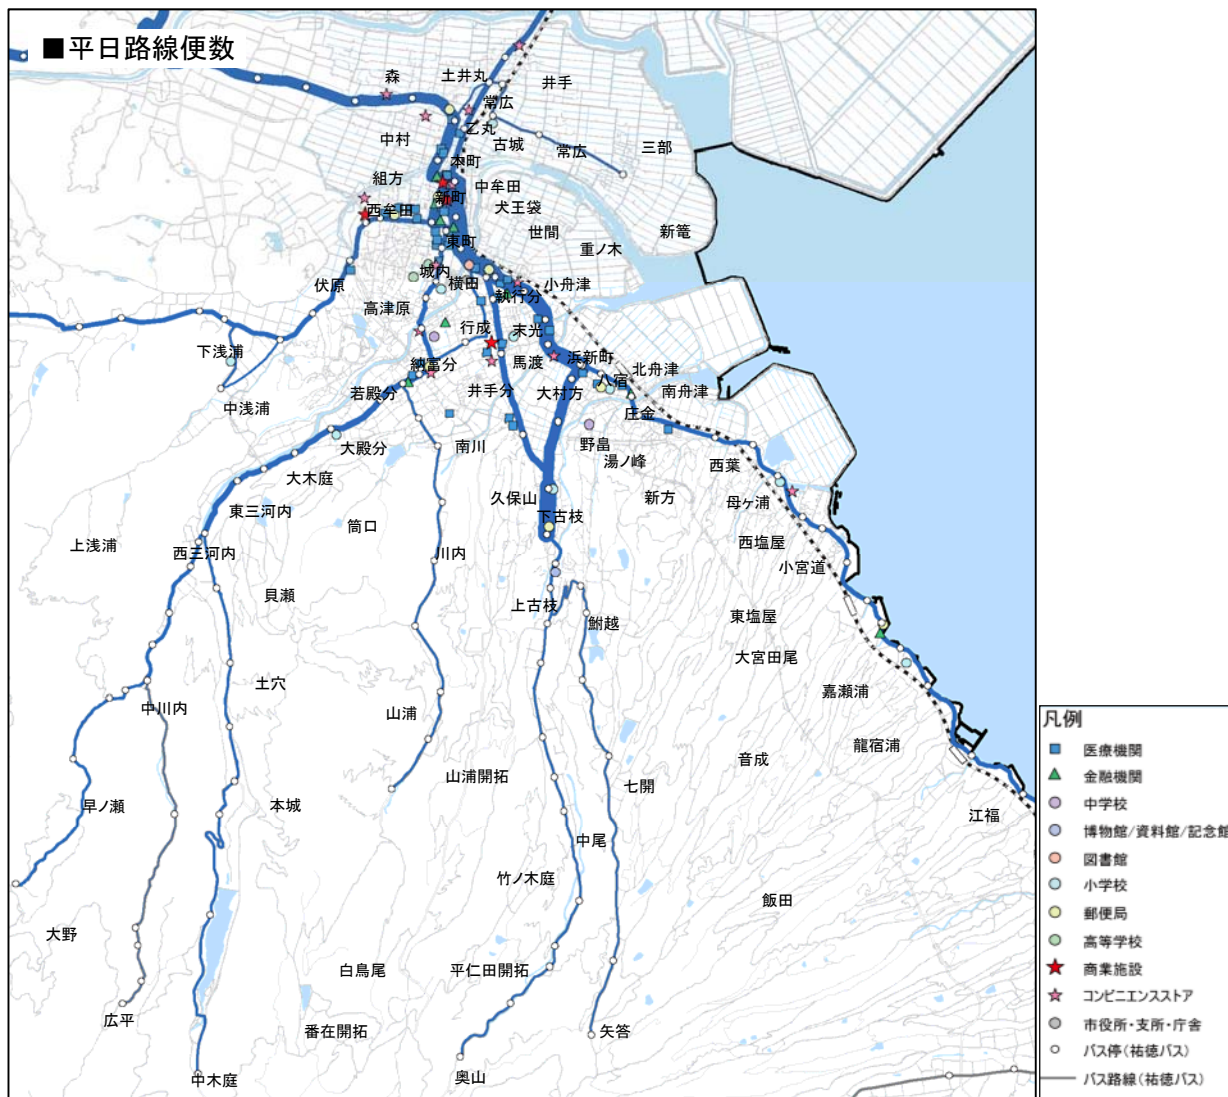 ■平日路線便数
森
土井丸
井手
常広
乙丸
中村
古城
常広
三部
本町
組方
中牟田
新町
西牟田
犬王袋
世間
新篭
重ノ木
東町
城内
伏原
横田
小舟津
執行分
高津原
行成
末光
下浅浦
納富分
馬渡
浜新町
北舟津
八宿
若殿分
井手分
大村方
南舟津
中浅浦
庄金
大殿分
南川
野畠
湯ノ峰
西葉
大木庭
久保山
新方
母ヶ浦
東三河内
筒口
下古枝
上浅浦
西三河内
川内
西塩屋
小宮道
貝瀬
上古枝
鮒越
東塩屋
大宮田尾
土穴
嘉瀬浦
中川内
山浦
龍宿浦
音成
山浦開拓
七開
早ノ瀬
本城
江福
中尾
竹ノ木庭
飯田
大野
白鳥尾
平仁田開拓
広平
番在開拓
矢答
中木庭
奥山
凡例
医療機関
金融機関
中学校
博物館/資料館/記念館
図書館
小学校
郵便局
高等学校
商業施設
コンビニエンスストア
市役所・支所・庁舎
バス停(祐徳バス)
バス路線(祐徳バス)